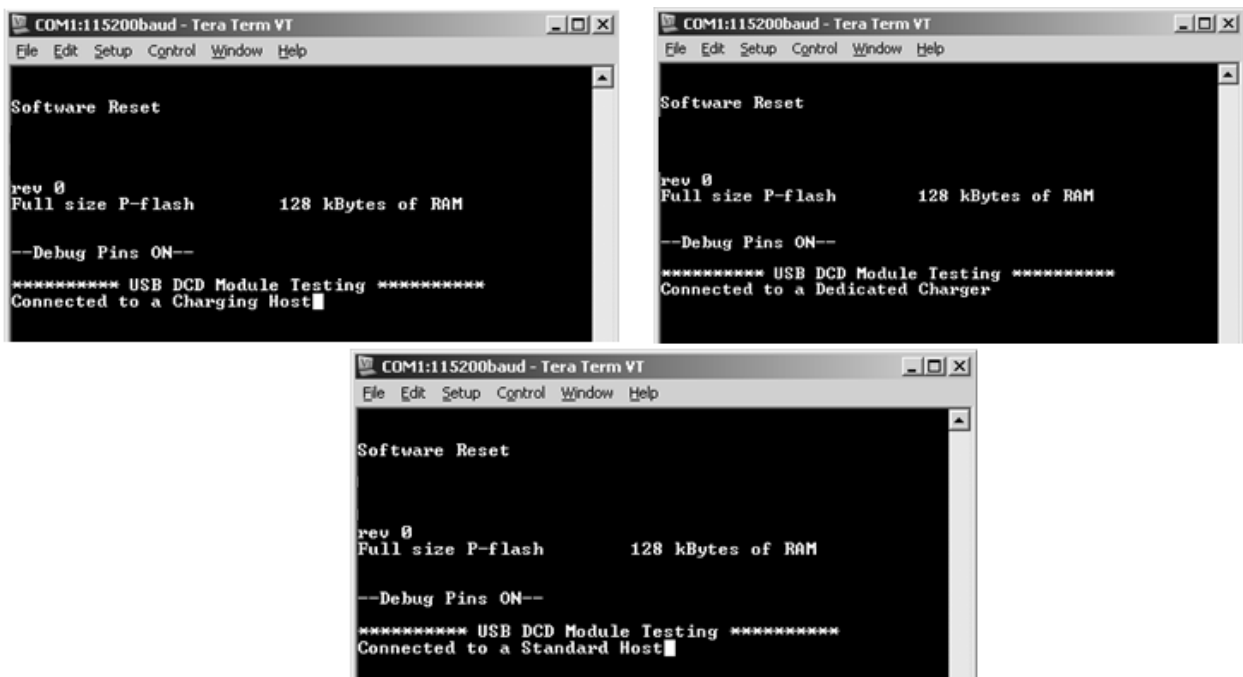 COM1:115200baud - Tera Term VT
File Edit Setup Control Window Help
Software Reset
rev 0
Full size P-flash 128 kBytes of RAM
--Debug Pins ON--
********** USB DCD Module Testing **********
Connected to a Charging Host
COM1:115200baud - Tera Term VT
File Edit Setup Control Window Help
Software Reset
rev 0
Full size P-flash 128 kBytes of RAM
--Debug Pins ON--
********** USB DCD Module Testing **********
Connected to a Dedicated Charger
COM1:115200baud - Tera Term VT
File Edit Setup Control Window Help
Software Reset
rev 0
Full size P-flash 128 kBytes of RAM
--Debug Pins ON--
********** USB DCD Module Testing **********
Connected to a Standard Host